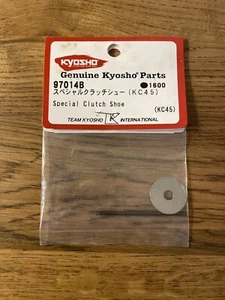 KYOSHO
Genuine Kyosho Parts
97014B ●1600
スペシャルクラッチシュー(KC45)
Special Clutch Shoe
(KC45)
TEAM KYOSHO INTERNATIONAL